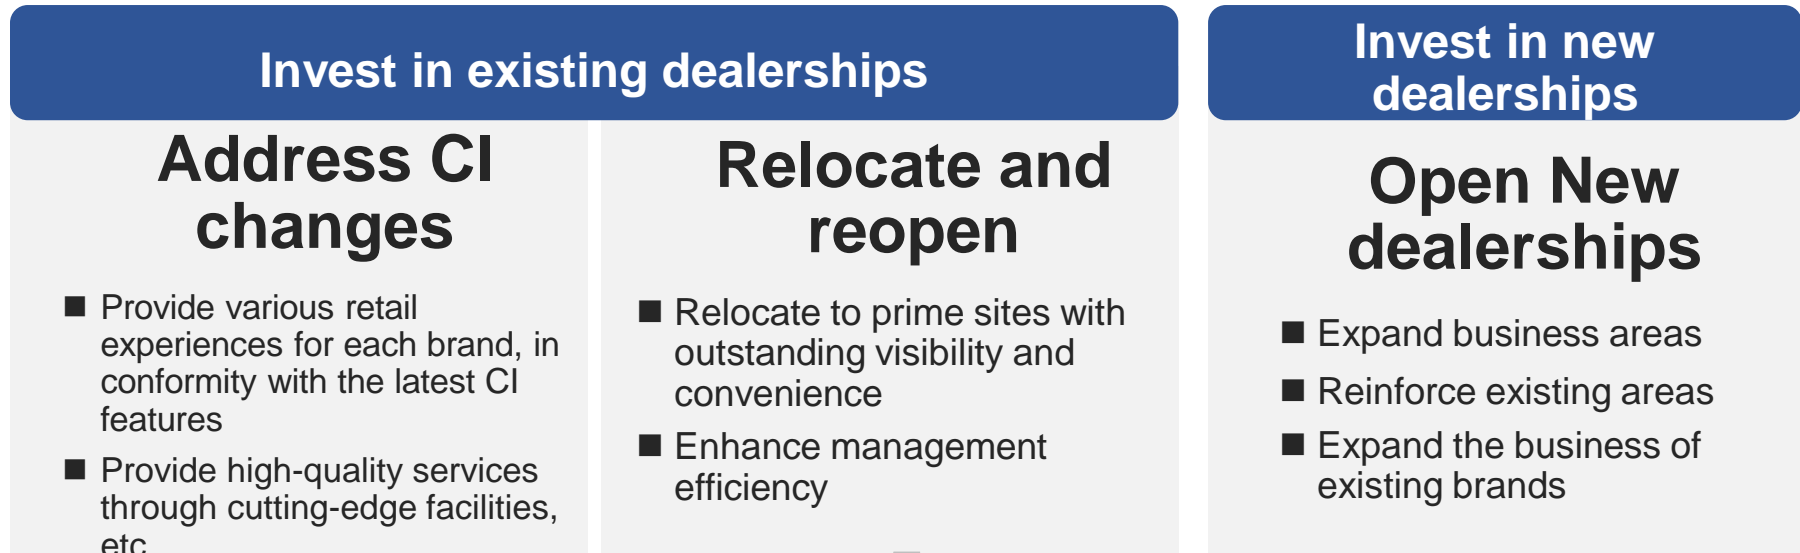 Invest in existing dealerships
Address CI
changes
■ Provide various retail
experiences for each brand, in
conformity with the latest CI
features
■ Provide high-quality services
through cutting-edge facilities,
etc
Relocate and
reopen
■ Relocate to prime sites with
outstanding visibility and
convenience
■ Enhance management
efficiency
Invest in new
dealerships
Open New
dealerships
■ Expand business areas
■ Reinforce existing areas
■ Expand the business of
existing brands